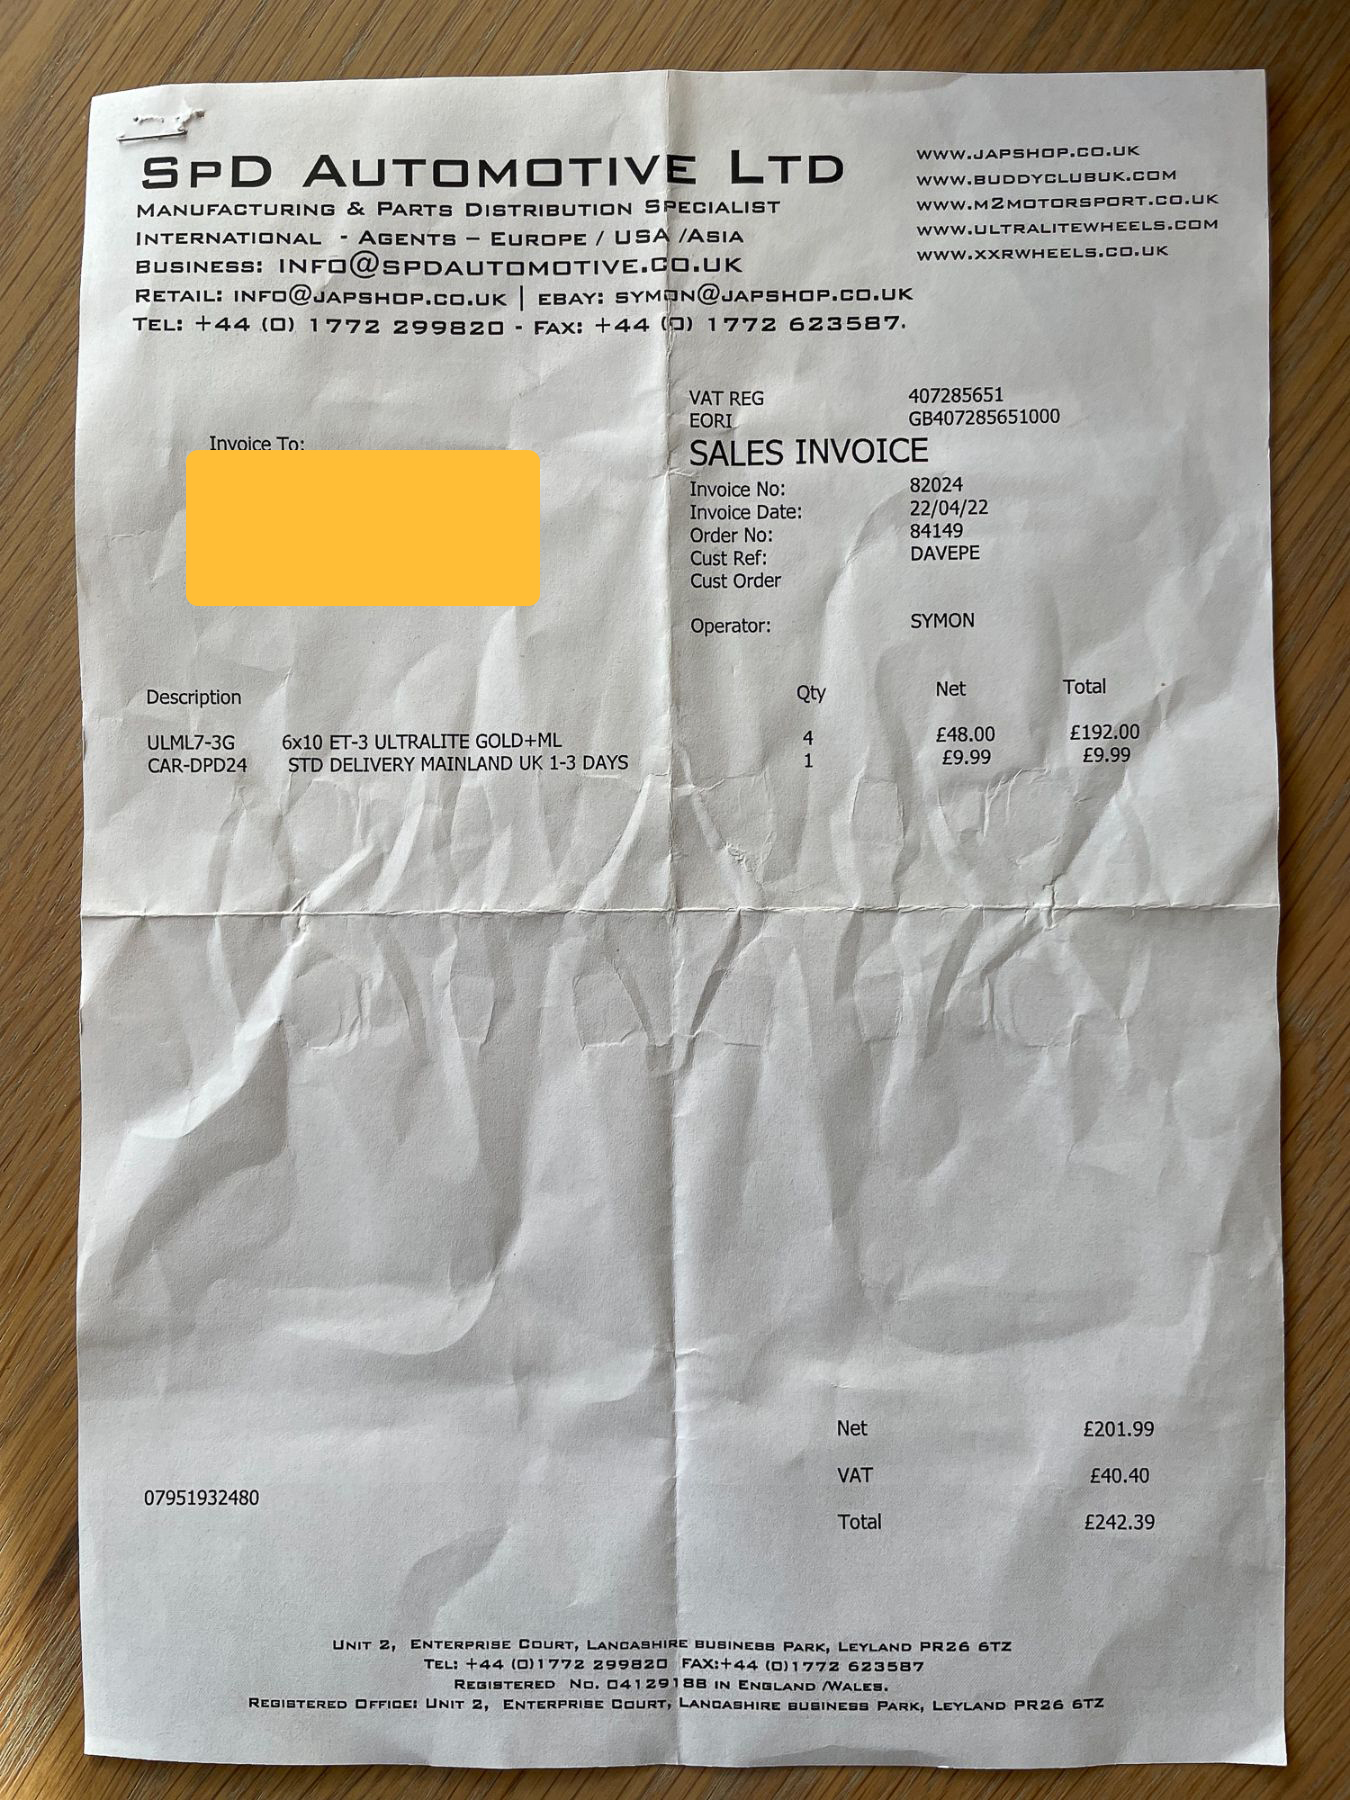 SPD AUTOMOTIVE LTD
MANUFACTURING & PARTS DISTRIBUTION SPECIALIST
INTERNATIONAL - AGENTS – EUROPE / USA /ASIA
BUSINESS: INFO@SPDAUTOMOTIVE.CO.UK
RETAIL: INFO@JAPSHOP.CO.UK | EBAY: SYMON@JAPSHOP.CO.UK
TEL: +44 (0) 1772 299820 - FAX: +44 (0) 1772 623587.
WWW.JAPSHOP.CO.UK
WWW.BUDDYCLUBUK.COM
WWW.M2MOTORSPORT.CO.UK
WWW.ULTRALITEWHEELS.COM
WWW.XXRWHEELS.CO.UK
VAT REG 407285651
EORI GB407285651000
Invoice To:
SALES INVOICE
Invoice No: 82024
Invoice Date: 22/04/22
Order No: 84149
Cust Ref: DAVEPE
Cust Order
Operator: SYMON
Description Qty Net Total
ULML7-3G 6x10 ET-3 ULTRALITE GOLD+ML 4 £48.00 £192.00
CAR-DPD24 STD DELIVERY MAINLAND UK 1-3 DAYS 1 £9.99 £9.99
Net £201.99
VAT £40.40
07951932480
Total £242.39
UNIT 2, ENTERPRISE COURT, LANCASHIRE BUSINESS PARK, LEYLAND PR26 6TZ
TEL: +44 (0)1772 299820 FAX:+44 (0)1772 623587
REGISTERED NO. 04129188 IN ENGLAND /WALES.
REGISTERED OFFICE: UNIT 2, ENTERPRISE COURT, LANCASHIRE BUSINESS PARK, LEYLAND PR26 6TZ